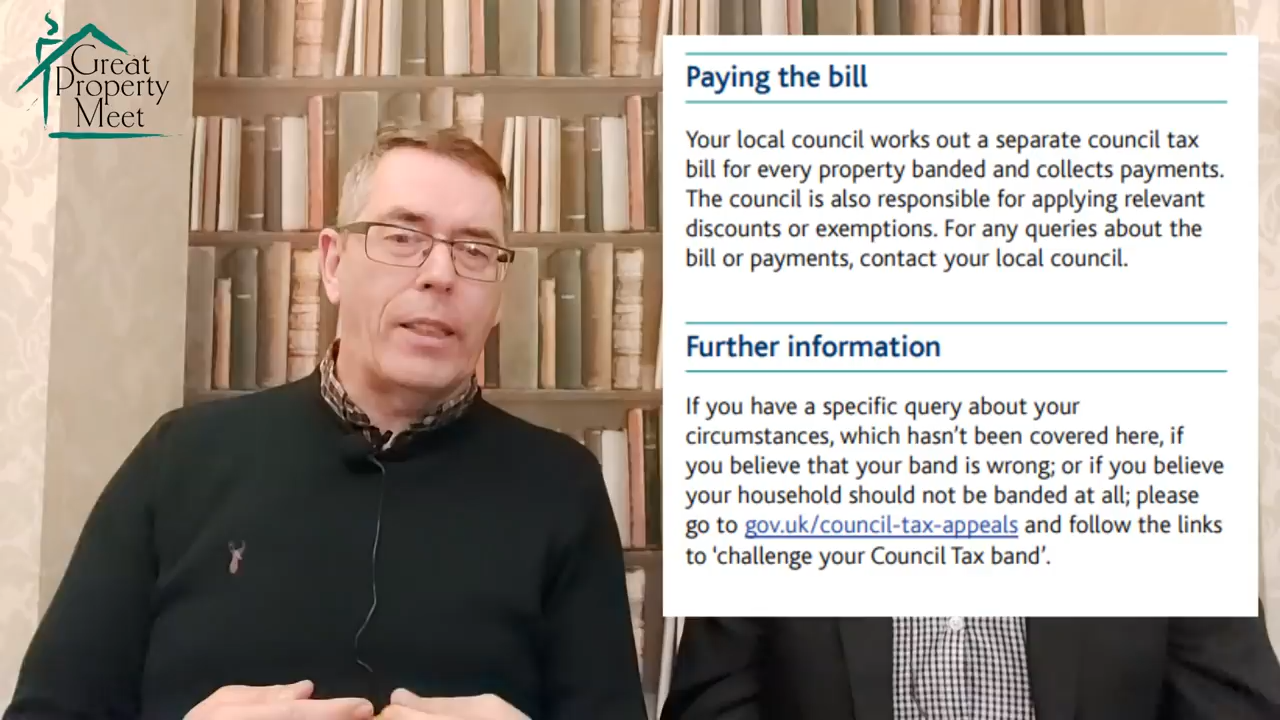 Great
Property
Meet
Paying the bill
Your local council works out a separate council tax
bill for every property banded and collects payments.
The council is also responsible for applying relevant
discounts or exemptions. For any queries about the
bill or payments, contact your local council.
Further information
If you have a specific query about your
circumstances, which hasn't been covered here, if
you believe that your band is wrong; or if you believe
your household should not be banded at all; please
go to gov.uk/council-tax-appeals and follow the links
to 'challenge your Council Tax band'.